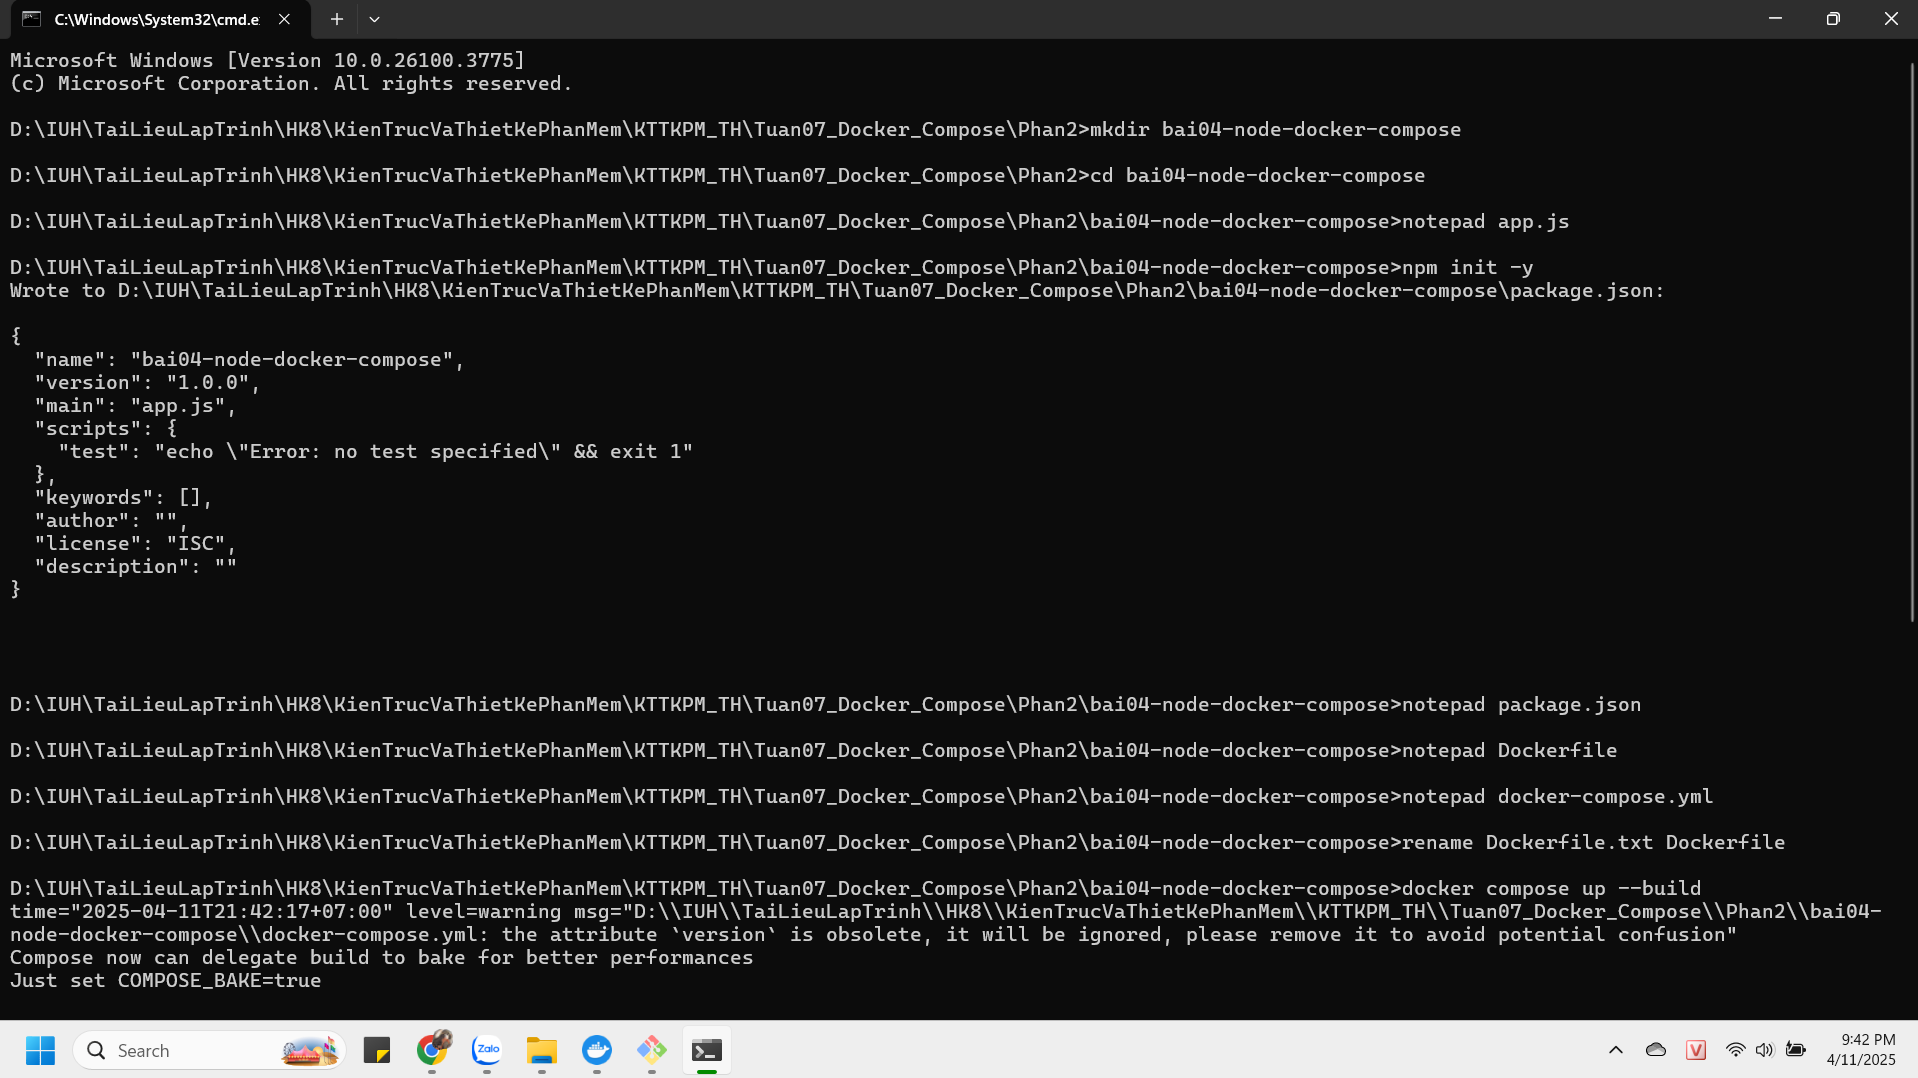 C:\Windows\System32\cmd.e
Microsoft Windows [Version 10.0.26100.3775]
(c) Microsoft Corporation. All rights reserved.
D:\IUH\TaiLieuLapTrinh\HK8\KienTrucVaThietKePhanMem\KTTKPM_TH\Tuan07_Docker_Compose\Phan2>mkdir bai04-node-docker-compose
D:\IUH\TaiLieuLapTrinh\HK8\KienTrucVaThietKePhanMem\KTTKPM_TH\Tuan07_Docker_Compose\Phan2>cd bai04-node-docker-compose
D:\IUH\TaiLieuLapTrinh\HK8\KienTrucVaThietKePhanMem\KTTKPM_TH\Tuan07_Docker_Compose\Phan2\bai04-node-docker-compose>notepad app.js
D:\IUH\TaiLieuLapTrinh\HK8\KienTrucVaThietKePhanMem\KTTKPM_TH\Tuan07_Docker_Compose\Phan2\bai04-node-docker-compose>npm init -y
Wrote to D:\IUH\TaiLieuLapTrinh\HK8\KienTrucVaThietKePhanMem\KTTKPM_TH\Tuan07_Docker_Compose\Phan2\bai04-node-docker-compose\package.json:
{
  "name": "bai04-node-docker-compose",
  "version": "1.0.0",
  "main": "app.js",
  "scripts": {
    "test": "echo \"Error: no test specified\" && exit 1"
  },
  "keywords": [],
  "author": "",
  "license": "ISC",
  "description": ""
}
D:\IUH\TaiLieuLapTrinh\HK8\KienTrucVaThietKePhanMem\KTTKPM_TH\Tuan07_Docker_Compose\Phan2\bai04-node-docker-compose>notepad package.json
D:\IUH\TaiLieuLapTrinh\HK8\KienTrucVaThietKePhanMem\KTTKPM_TH\Tuan07_Docker_Compose\Phan2\bai04-node-docker-compose>notepad Dockerfile
D:\IUH\TaiLieuLapTrinh\HK8\KienTrucVaThietKePhanMem\KTTKPM_TH\Tuan07_Docker_Compose\Phan2\bai04-node-docker-compose>notepad docker-compose.yml
D:\IUH\TaiLieuLapTrinh\HK8\KienTrucVaThietKePhanMem\KTTKPM_TH\Tuan07_Docker_Compose\Phan2\bai04-node-docker-compose>rename Dockerfile.txt Dockerfile
D:\IUH\TaiLieuLapTrinh\HK8\KienTrucVaThietKePhanMem\KTTKPM_TH\Tuan07_Docker_Compose\Phan2\bai04-node-docker-compose>docker compose up --build
time="2025-04-11T21:42:17+07:00" level=warning msg="D:\\IUH\\TaiLieuLapTrinh\\HK8\\KienTrucVaThietKePhanMem\\KTTKPM_TH\\Tuan07_Docker_Compose\\Phan2\\bai04-
node-docker-compose\\docker-compose.yml: the attribute `version` is obsolete, it will be ignored, please remove it to avoid potential confusion"
Compose now can delegate build to bake for better performances
Just set COMPOSE_BAKE=true
Search
Zalo
V
9:42 PM
4/11/2025